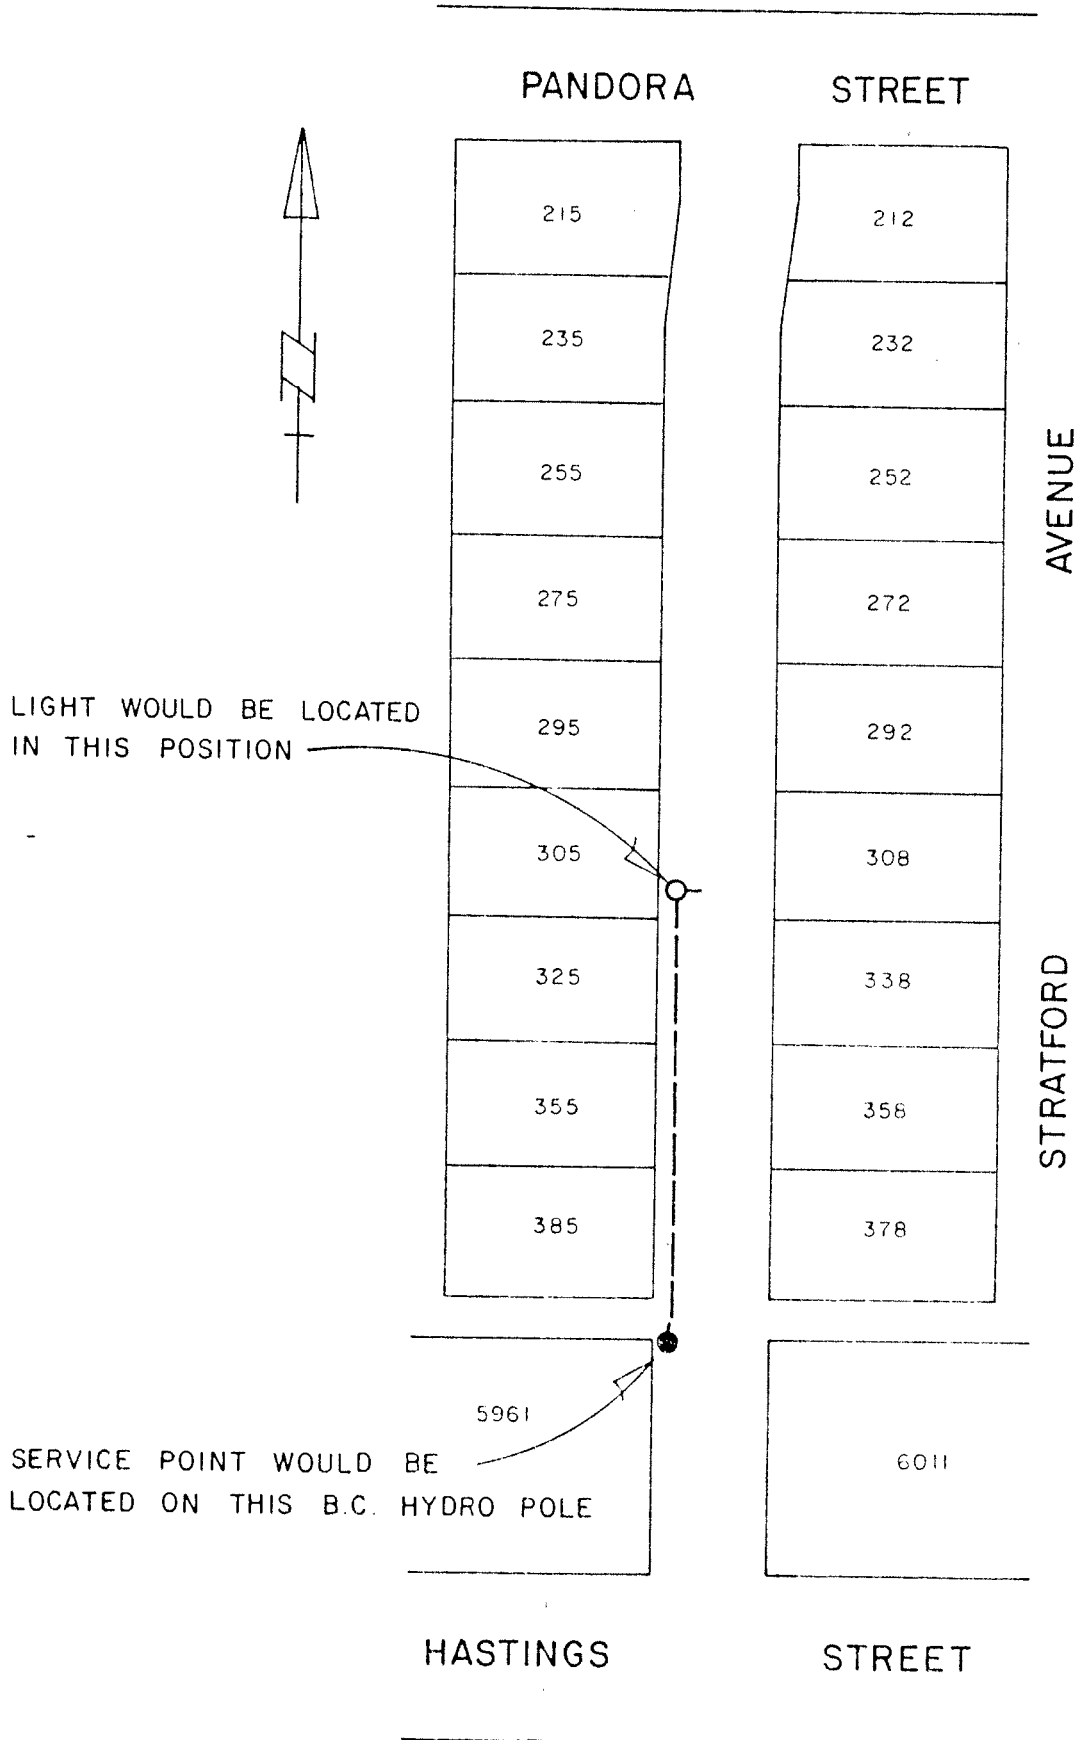 PANDORA STREET
215 212
235 232
255 252
AVENUE
275 272
LIGHT WOULD BE LOCATED
IN THIS POSITION
295 292
305 308
325 338
STRATFORD
355 358
385 378
5961
6011
SERVICE POINT WOULD BE
LOCATED ON THIS B.C. HYDRO POLE
HASTINGS STREET